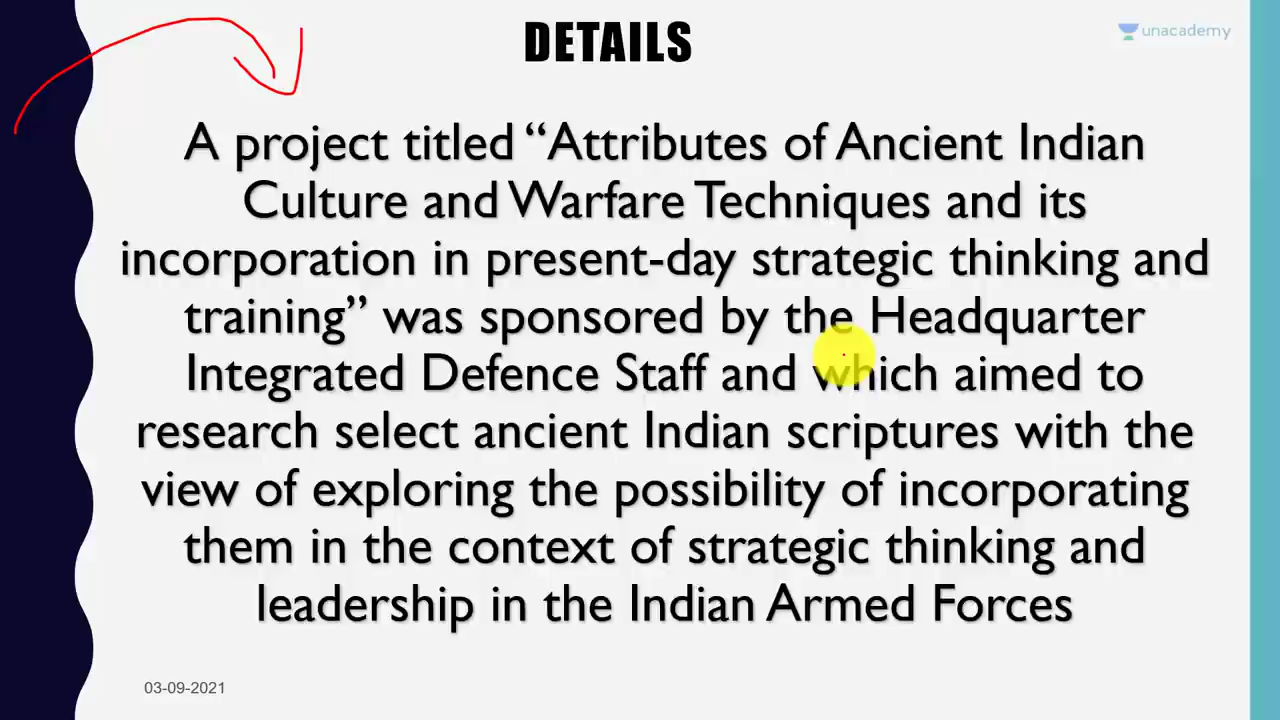 DETAILS
unacademy
A project titled “Attributes of Ancient Indian
Culture and Warfare Techniques and its
incorporation in present-day strategic thinking and
training” was sponsored by the Headquarter
Integrated Defence Staff and which aimed to
research select ancient Indian scriptures with the
view of exploring the possibility of incorporating
them in the context of strategic thinking and
leadership in the Indian Armed Forces
03-09-2021